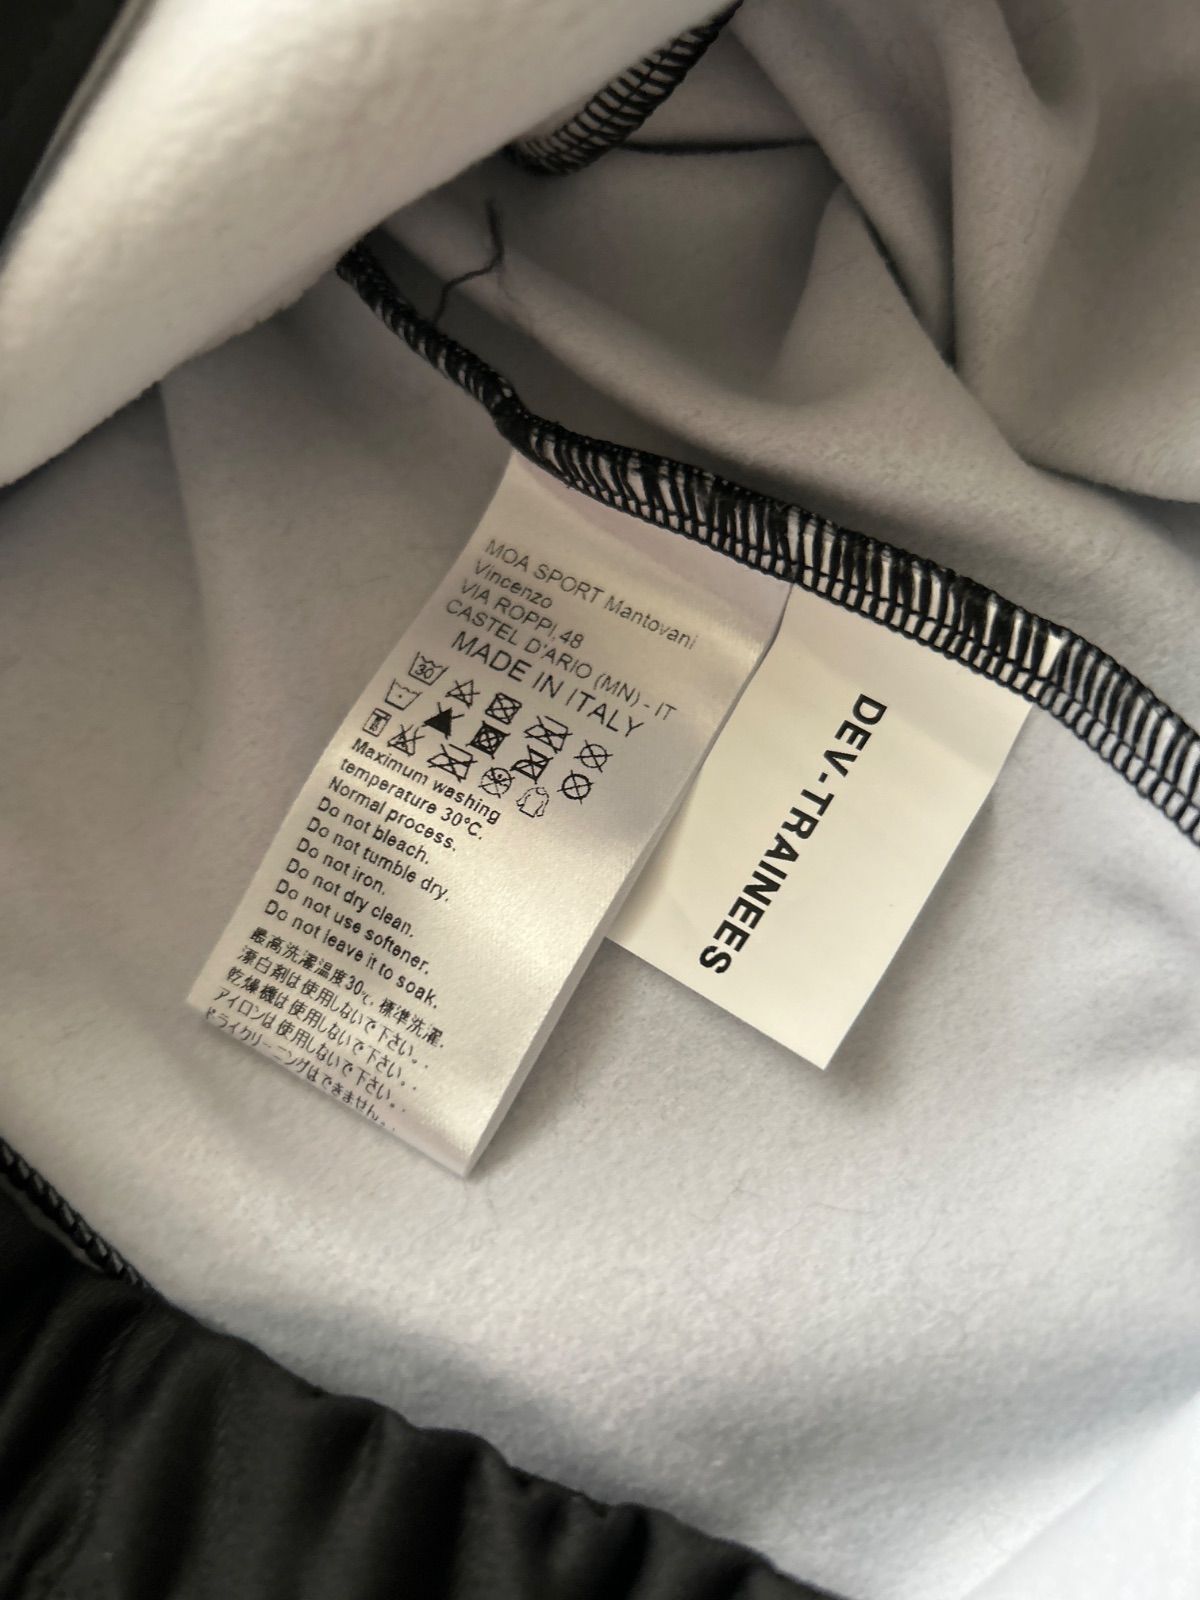 MOA SPORT Mantovani
Vincenzo
VIA ROPPI, 48
CASTEL D'ARIO (MN) - IT
MADE IN ITALY
30
Maximum washing
temperature 30°C.
Normal process.
Do not bleach.
Do not tumble dry.
Do not iron.
Do not dry clean.
Do not use softener.
Do not leave it to soak.
最高洗濯温度30℃, 標準洗濯,
漂白剤は使用しないで下さい。.
乾燥機は使用しないで下さい。.
アイロンは使用しないで下さい。.
ドライクリーニングはできません。.
DEV-TRAINEES